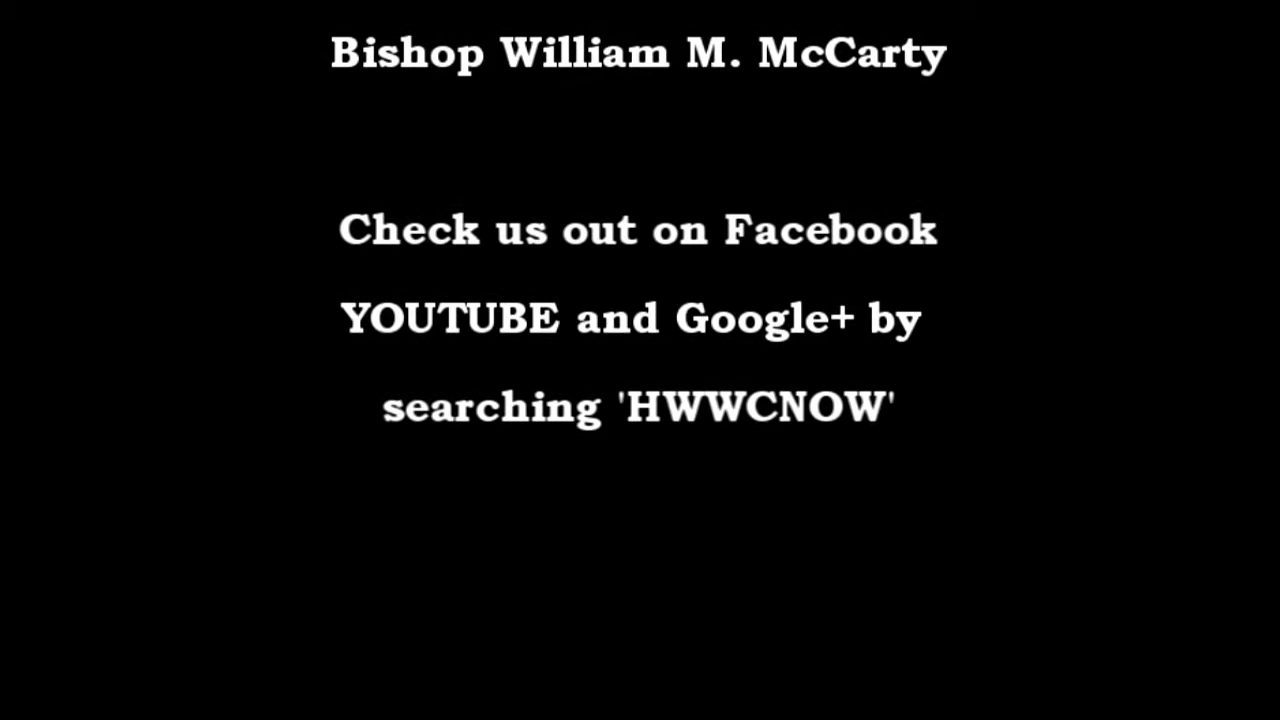 Bishop William M. McCarty
Check us out on Facebook
YOUTUBE and Google+ by
searching 'HWWCNOW'